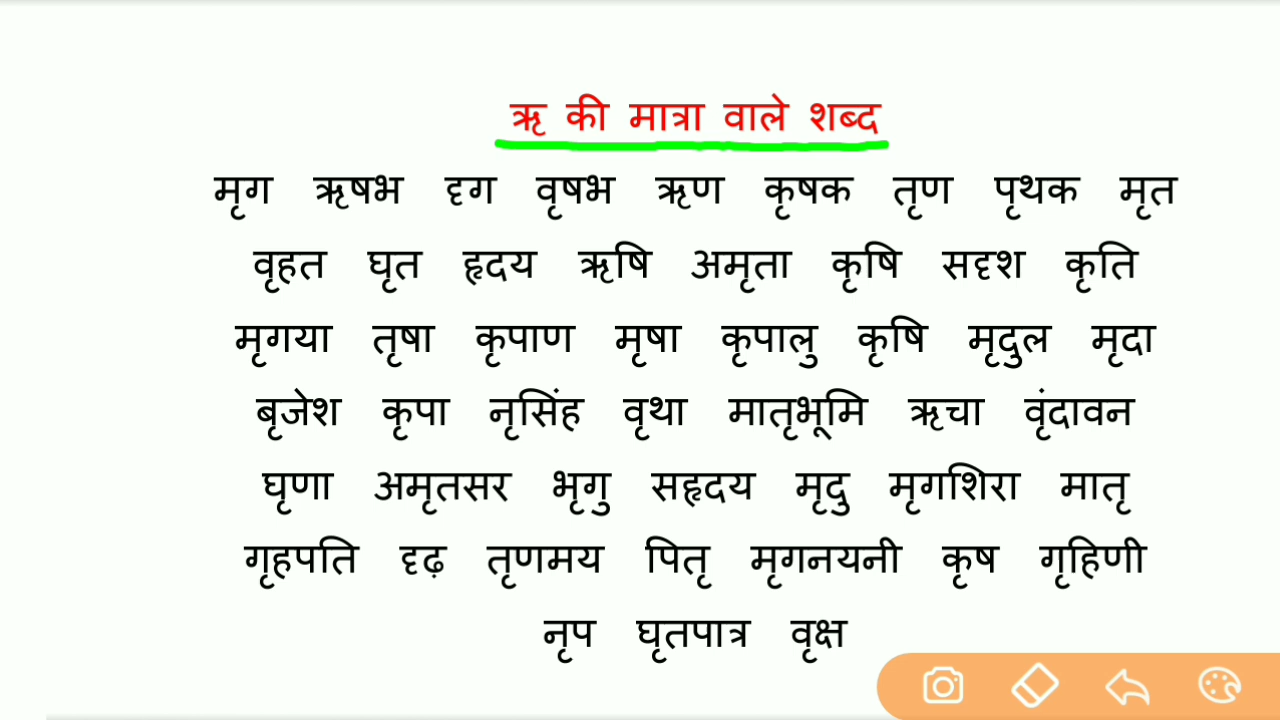 ऋ की मात्रा वाले शब्द
मृग ऋषभ दृग वृषभ ऋण कृषक तृण पृथक मृत
वृहत घृत हृदय ऋषि अमृता कृषि सदृश कृति
मृगया तृषा कृपाण मृषा कृपालु कृषि मृदुल मृदा
बृजेश कृपा नृसिंह वृथा मातृभूमि ऋचा वृंदावन
घृणा अमृतसर भृगु सहृदय मृदु मृगशिरा मातृ
गृहपति दृढ़ तृणमय पितृ मृगनयनी कृष गृहिणी
नृप घृतपात्र वृक्ष